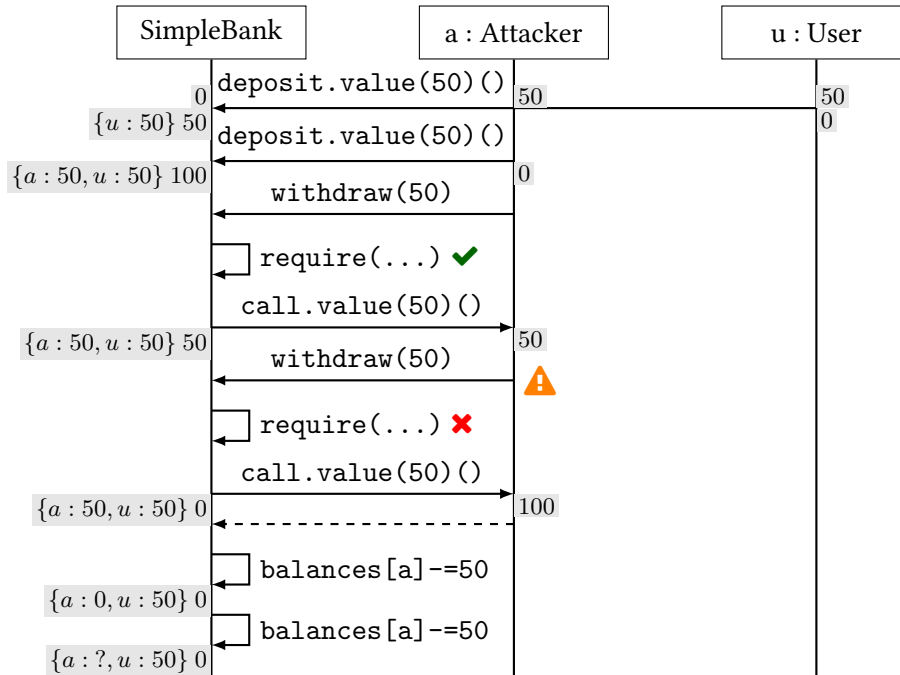 SimpleBank a : Attacker u : User
deposit.value(50)()
0 50 50
{u : 50} 50 0
deposit.value(50)()
{a : 50, u : 50} 100 0
withdraw(50)
require(...)
call.value(50)()
{a : 50, u : 50} 50 50
withdraw(50)
require(...)
call.value(50)()
{a : 50, u : 50} 0 100
balances[a]-=50
{a : 0, u : 50} 0
balances[a]-=50
{a : ?, u : 50} 0